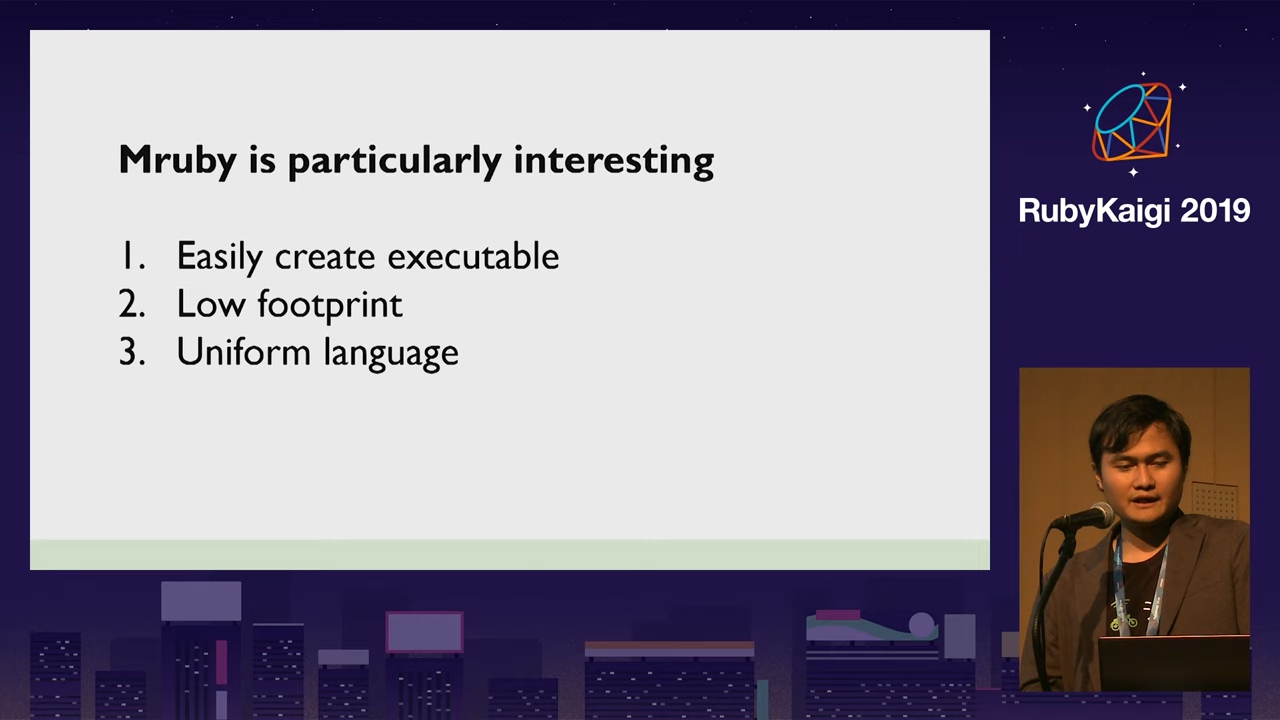 Mruby is particularly interesting
1. Easily create executable
2. Low footprint
3. Uniform language
RubyKaigi 2019